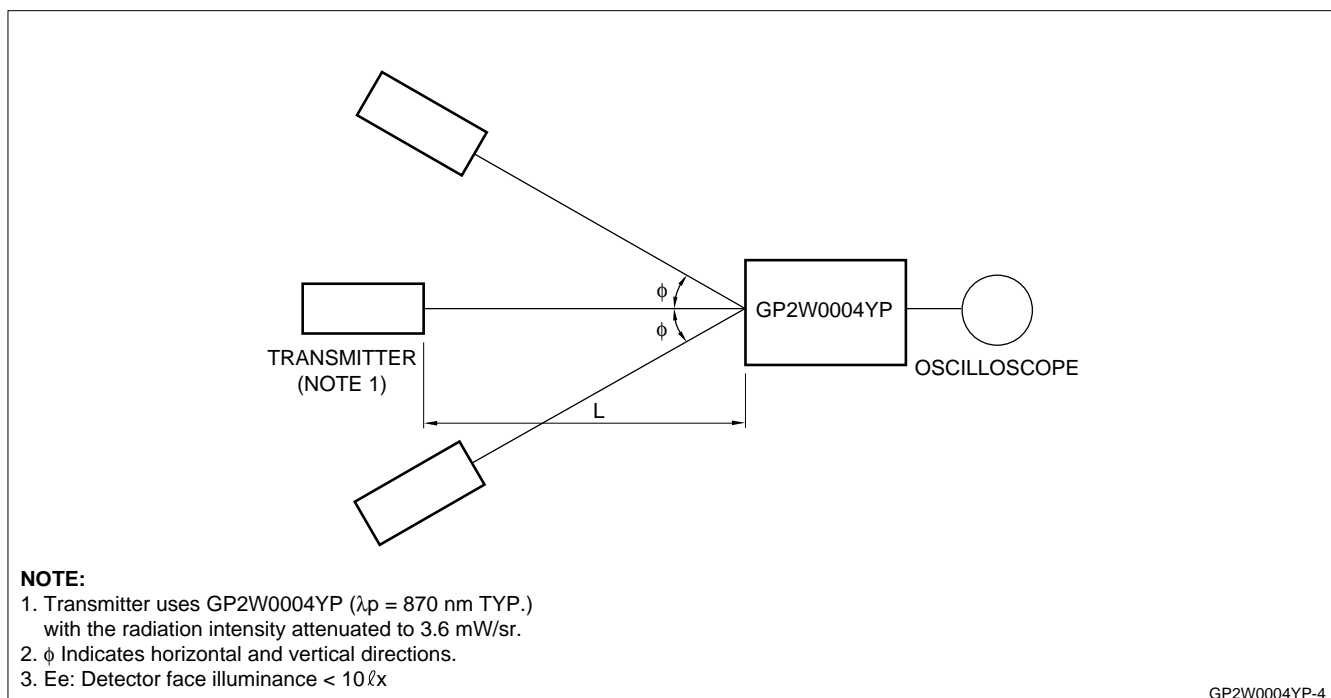 ϕ
GP2W0004YP
ϕ
TRANSMITTER
(NOTE 1)
OSCILLOSCOPE
L
NOTE:
1. Transmitter uses GP2W0004YP (λp = 870 nm TYP.)
with the radiation intensity attenuated to 3.6 mW/sr.
2. ϕ Indicates horizontal and vertical directions.
3. Ee: Detector face illuminance < 10 ℓx
GP2W0004YP-4